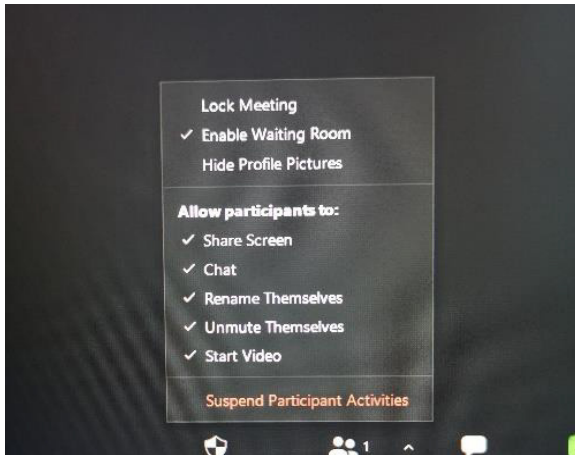 Lock Meeting
✓ Enable Waiting Room
Hide Profile Pictures
Allow participants to:
✓ Share Screen
✓ Chat
✓ Rename Themselves
✓ Unmute Themselves
✓ Start Video
Suspend Participant Activities
1